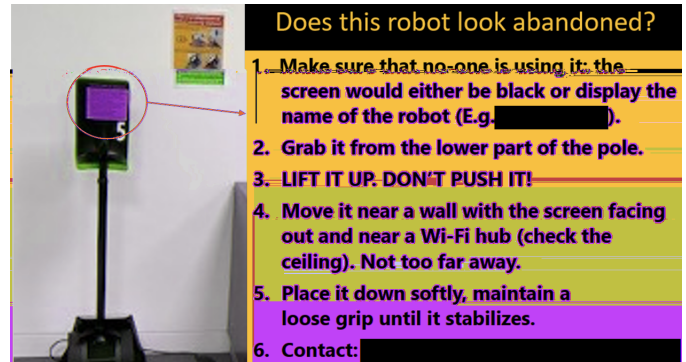 Does this robot look abandoned?
1. Make sure that no-one is using it: the
screen would either be black or display the
name of the robot (E.g. ).
2. Grab it from the lower part of the pole.
3. LIFT IT UP. DON'T PUSH IT!
4. Move it near a wall with the screen facing
out and near a Wi-Fi hub (check the
ceiling). Not too far away.
5. Place it down softly, maintain a
loose grip until it stabilizes.
6. Contact:
5